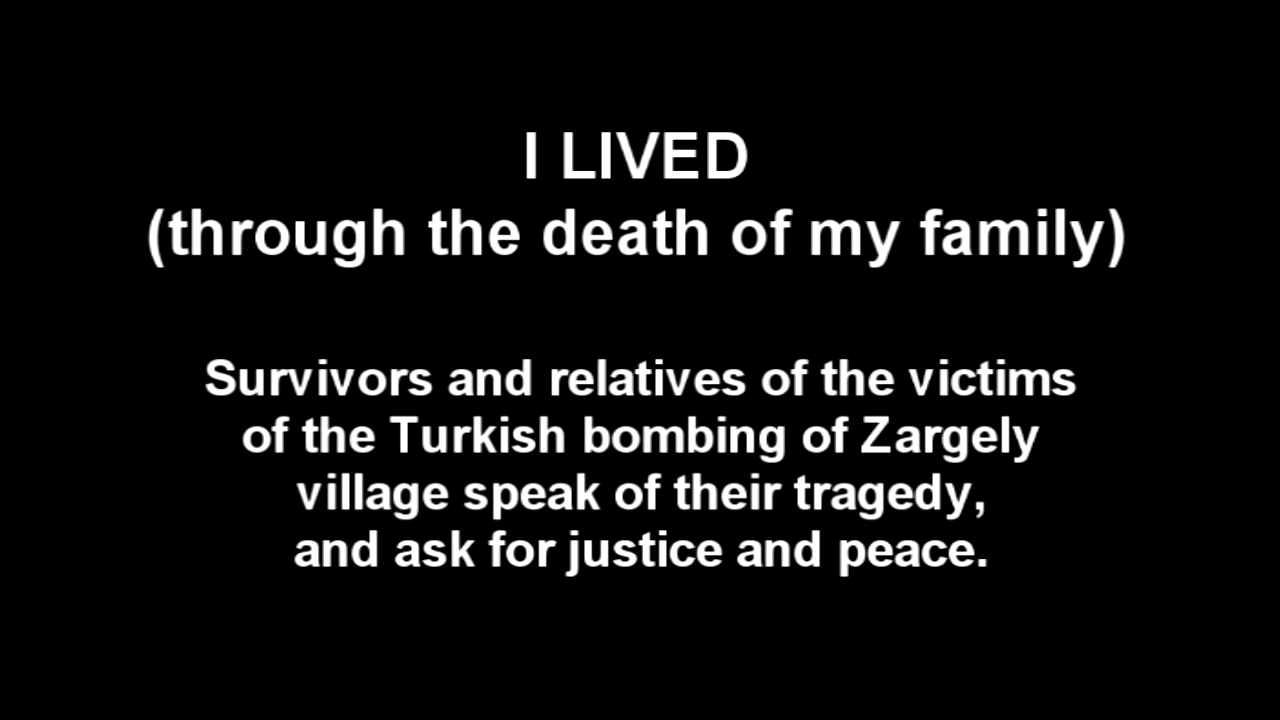 I LIVED
(through the death of my family)
Survivors and relatives of the victims
of the Turkish bombing of Zargely
village speak of their tragedy,
and ask for justice and peace.